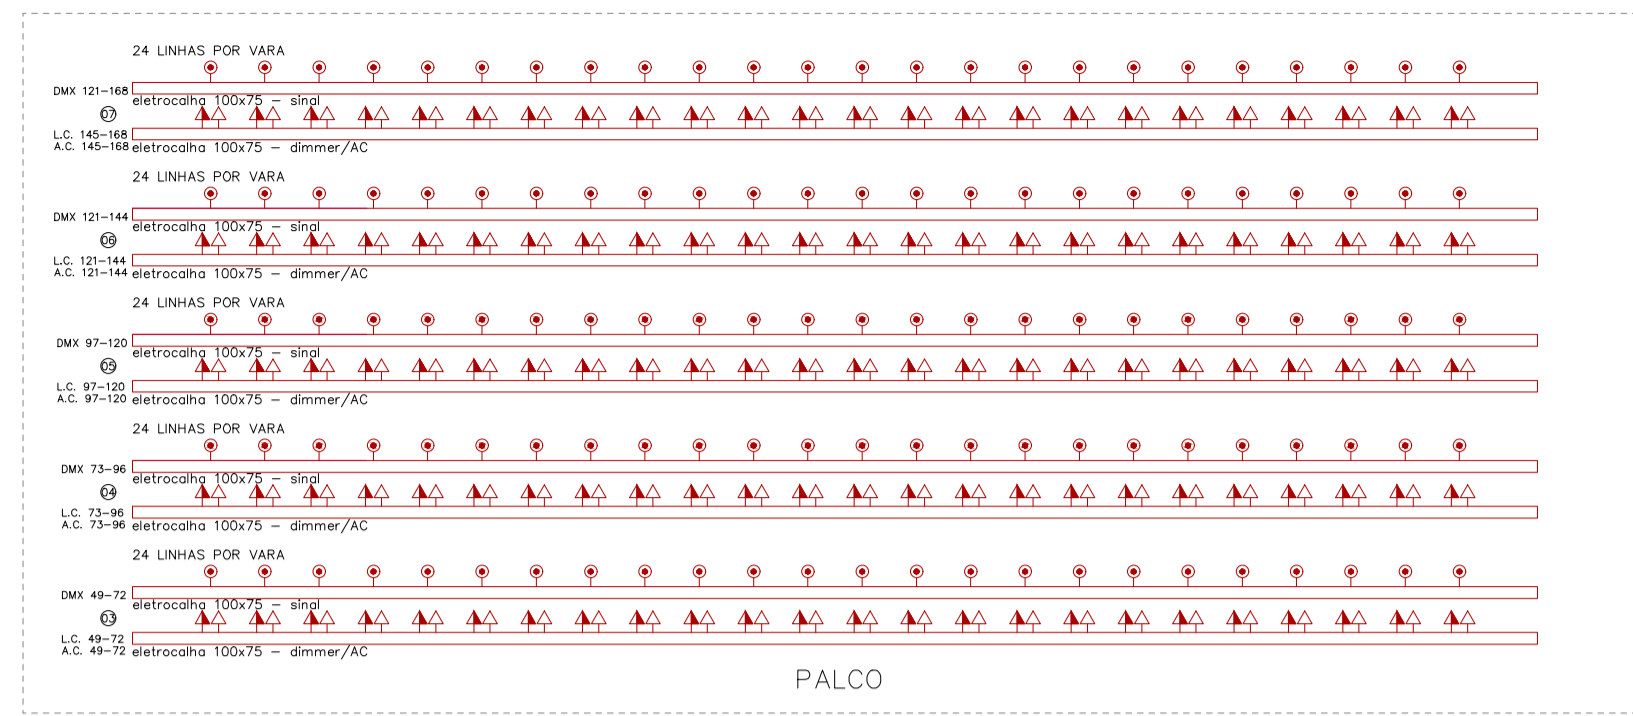 24 LINHAS POR VARA
DMX 121-168
eletrocalha 100x75 - sinal
07
L.C. 145-168
A.C. 145-168
eletrocalha 100x75 - dimmer/AC
24 LINHAS POR VARA
DMX 121-144
eletrocalha 100x75 - sinal
06
L.C. 121-144
A.C. 121-144
eletrocalha 100x75 - dimmer/AC
24 LINHAS POR VARA
DMX 97-120
eletrocalha 100x75 - sinal
05
L.C. 97-120
A.C. 97-120
eletrocalha 100x75 - dimmer/AC
24 LINHAS POR VARA
DMX 73-96
eletrocalha 100x75 - sinal
04
L.C. 73-96
A.C. 73-96
eletrocalha 100x75 - dimmer/AC
24 LINHAS POR VARA
DMX 49-72
eletrocalha 100x75 - sinal
03
L.C. 49-72
A.C. 49-72
eletrocalha 100x75 - dimmer/AC
PALCO